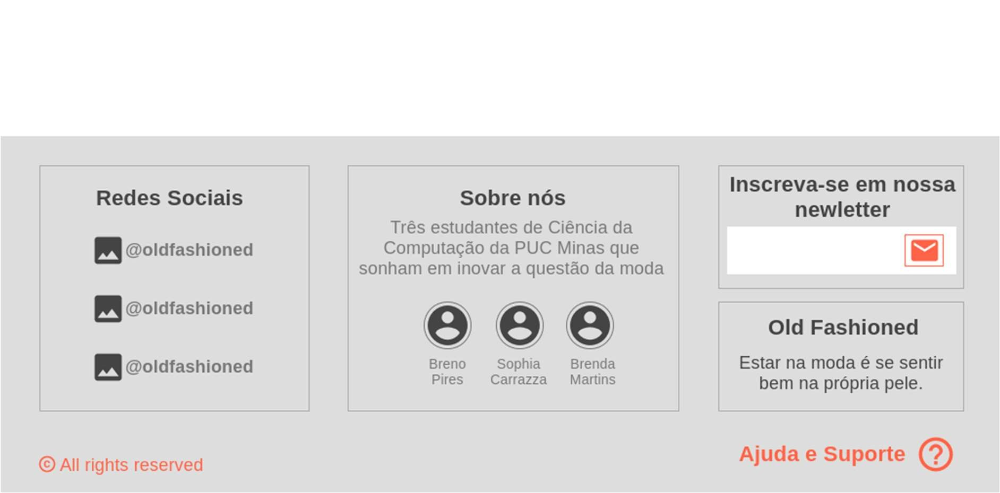 Redes Sociais
@oldfashioned
@oldfashioned
@oldfashioned
Sobre nós
Três estudantes de Ciência da
Computação da PUC Minas que
sonham em inovar a questão da moda
Breno
Pires
Sophia
Carrazza
Brenda
Martins
Inscreva-se em nossa
newletter
Old Fashioned
Estar na moda é se sentir
bem na própria pele.
© All rights reserved
Ajuda e Suporte ?